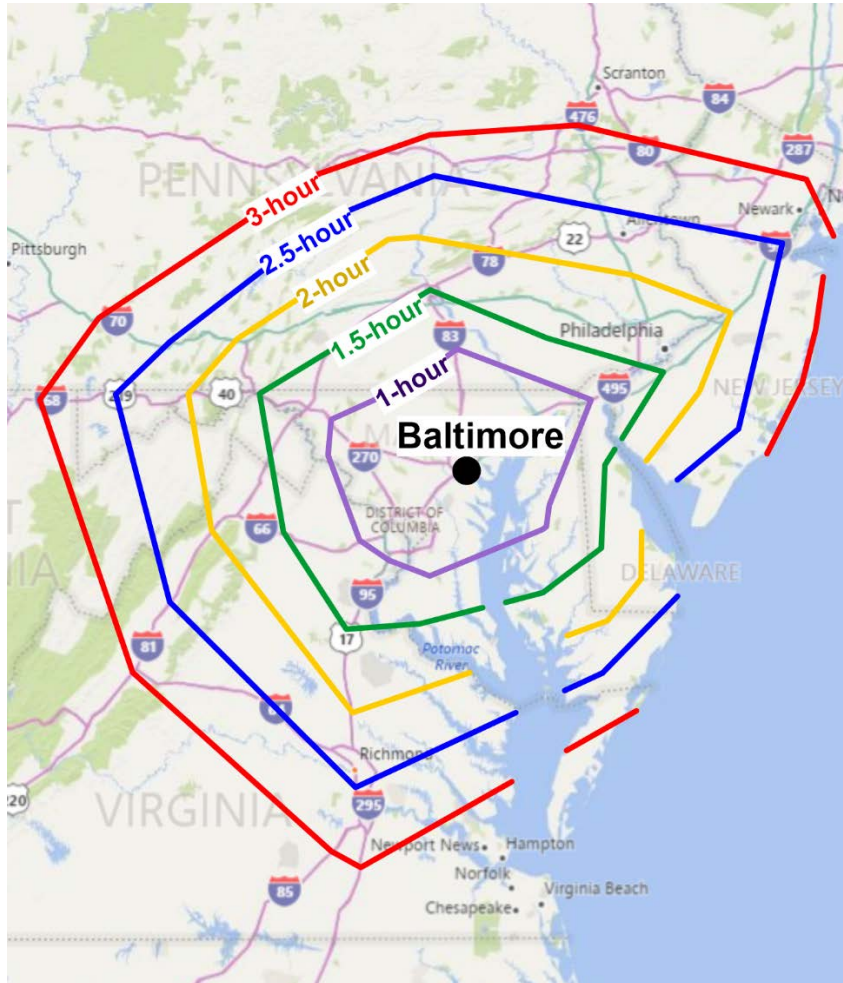 Scranton
84
476
80
287
PENNSYLVANIA
3-hour
Newark
Allentown
22
2.5-hour
Pittsburgh
78
2-hour
70
1.5-hour
83
Philadelphia
68
40
1-hour
495
NEW JERSEY
Baltimore
270
DISTRICT OF
COLUMBIA
66
DELAWARE
95
17
81
Potomac
River
Richmond
220
VIRGINIA
295
Newport News
Hampton
85
Norfolk
Virginia Beach
Chesapeake